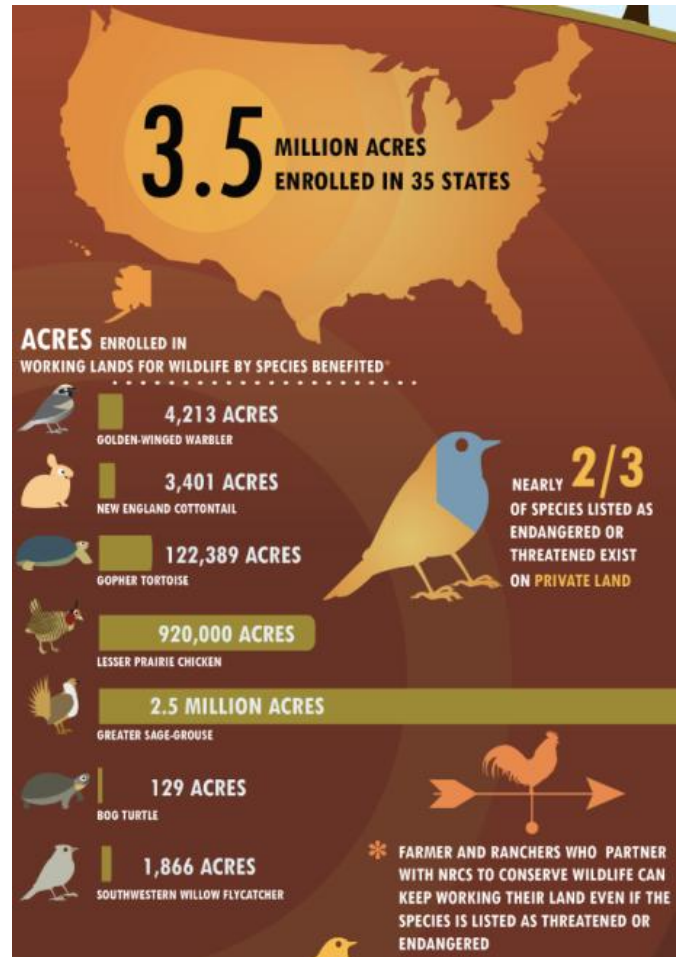 3.5
MILLION ACRES
ENROLLED IN 35 STATES
ACRES ENROLLED IN
WORKING LANDS FOR WILDLIFE BY SPECIES BENEFITED*
4,213 ACRES
GOLDEN-WINGED WARBLER
3,401 ACRES
NEW ENGLAND COTTONTAIL
122,389 ACRES
GOPHER TORTOISE
920,000 ACRES
LESSER PRAIRIE CHICKEN
2.5 MILLION ACRES
GREATER SAGE-GROUSE
129 ACRES
BOG TURTLE
1,866 ACRES
SOUTHWESTERN WILLOW FLYCATCHER
NEARLY 2/3
OF SPECIES LISTED AS
ENDANGERED OR
THREATENED EXIST
ON PRIVATE LAND
* FARMER AND RANCHERS WHO PARTNER
WITH NRCS TO CONSERVE WILDLIFE CAN
KEEP WORKING THEIR LAND EVEN IF THE
SPECIES IS LISTED AS THREATENED OR
ENDANGERED